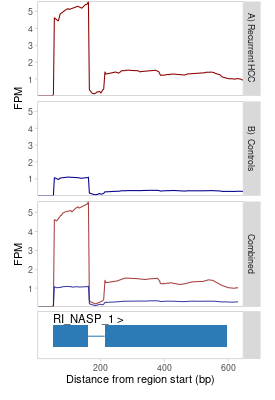 5
4
3
2
1
A) Recurrent HCC
FPM
5
4
3
2
1
B) Controls
5
4
3
2
1
Combined
FPM
RI_NASP_1 >
200
400
600
Distance from region start (bp)